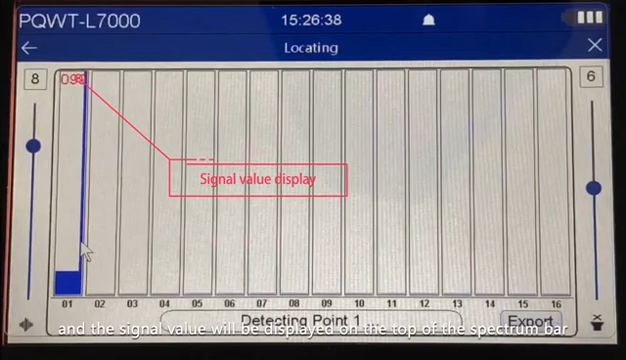 PQWT-L7000
15:26:38
Locating
8
6
Signal value display
01 02 03 04 05 06 07 08 09 10 11 12 13 14 15 16
Detecting Point 1
Export
and the signal value will be displayed on the top of the spectrum bar